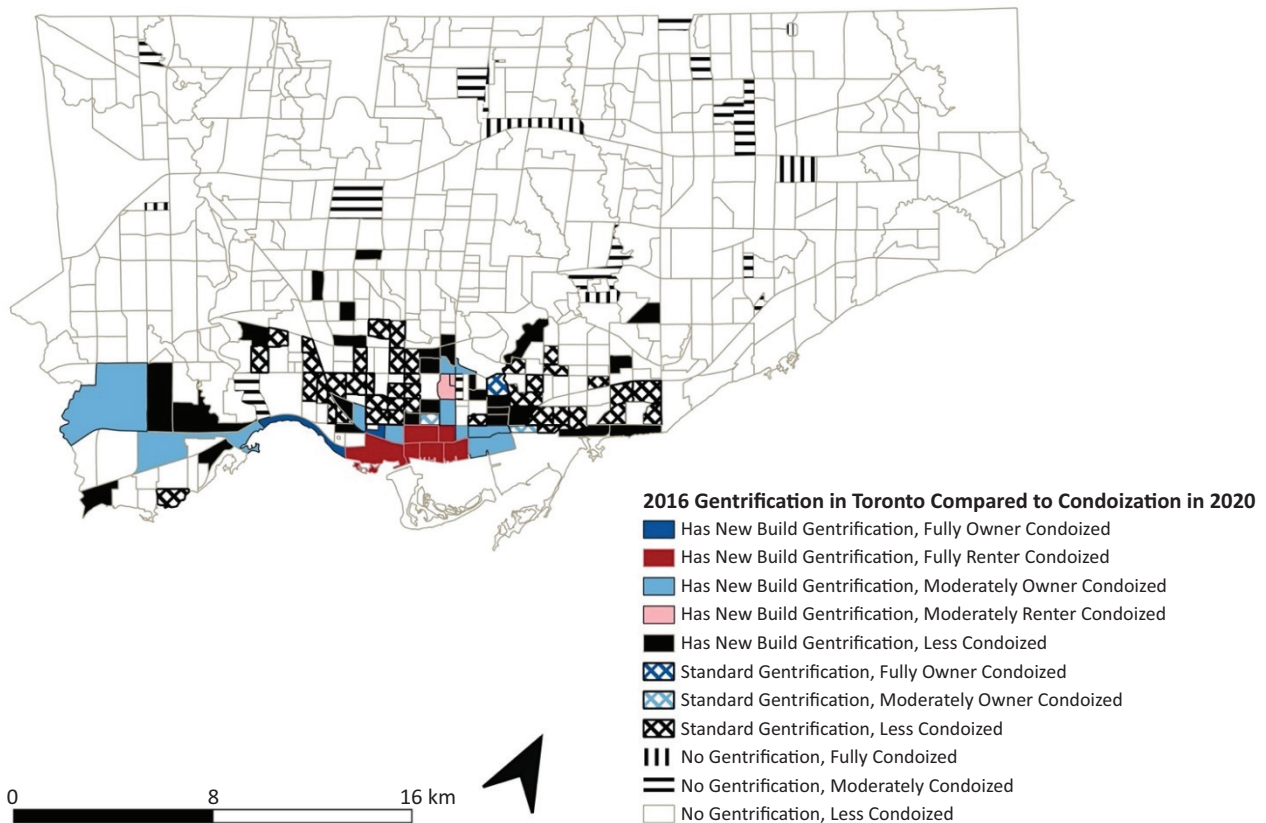 2016 Gentrification in Toronto Compared to Condoization in 2020
Has New Build Gentrification, Fully Owner Condoized
Has New Build Gentrification, Fully Renter Condoized
Has New Build Gentrification, Moderately Owner Condoized
Has New Build Gentrification, Moderately Renter Condoized
Has New Build Gentrification, Less Condoized
Standard Gentrification, Fully Owner Condoized
Standard Gentrification, Moderately Owner Condoized
Standard Gentrification, Less Condoized
No Gentrification, Fully Condoized
No Gentrification, Moderately Condoized
No Gentrification, Less Condoized
0 8 16 km